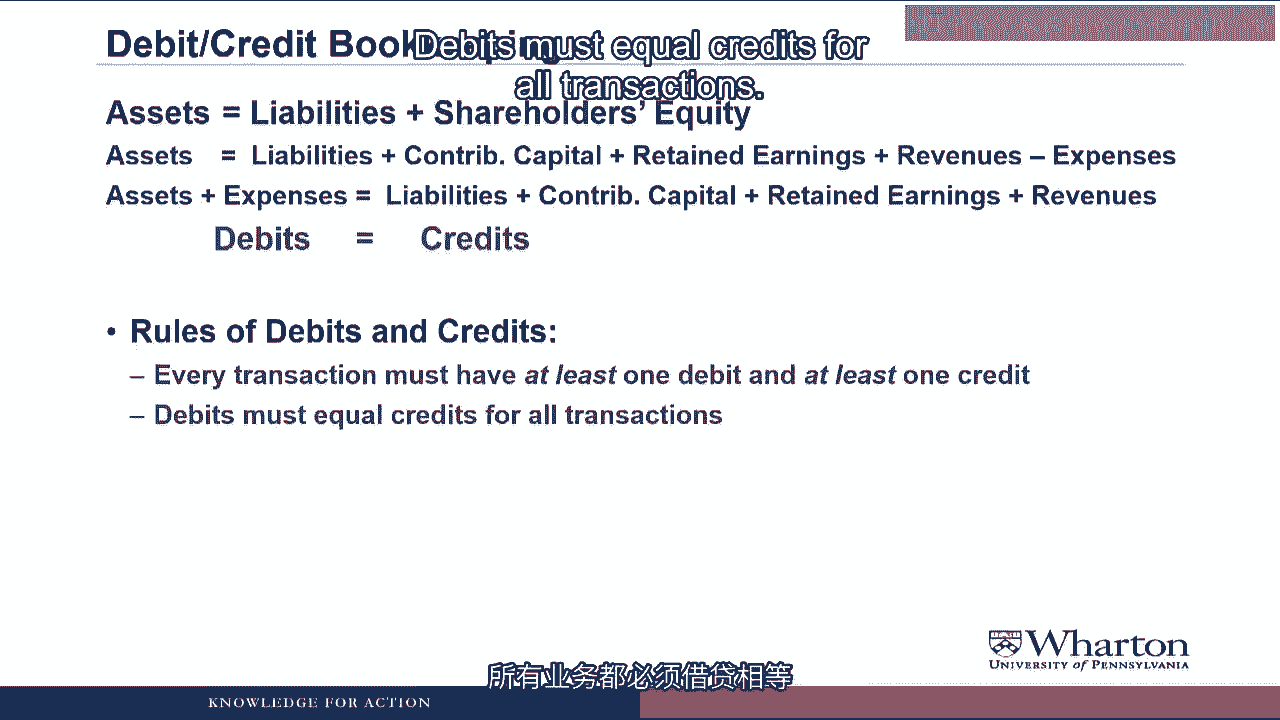 Debit/Credit Book
Debits must equal credits for
all transactions.
Assets = Liabilities + Shareholders' Equity
Assets = Liabilities + Contrib. Capital + Retained Earnings + Revenues – Expenses
Assets + Expenses = Liabilities + Contrib. Capital + Retained Earnings + Revenues
Debits = Credits
• Rules of Debits and Credits:
– Every transaction must have at least one debit and at least one credit
– Debits must equal credits for all transactions
Wharton
UNIVERSITY of PENNSYLVANIA
所有业务都必须借贷相等
KNOWLEDGE FOR ACTION